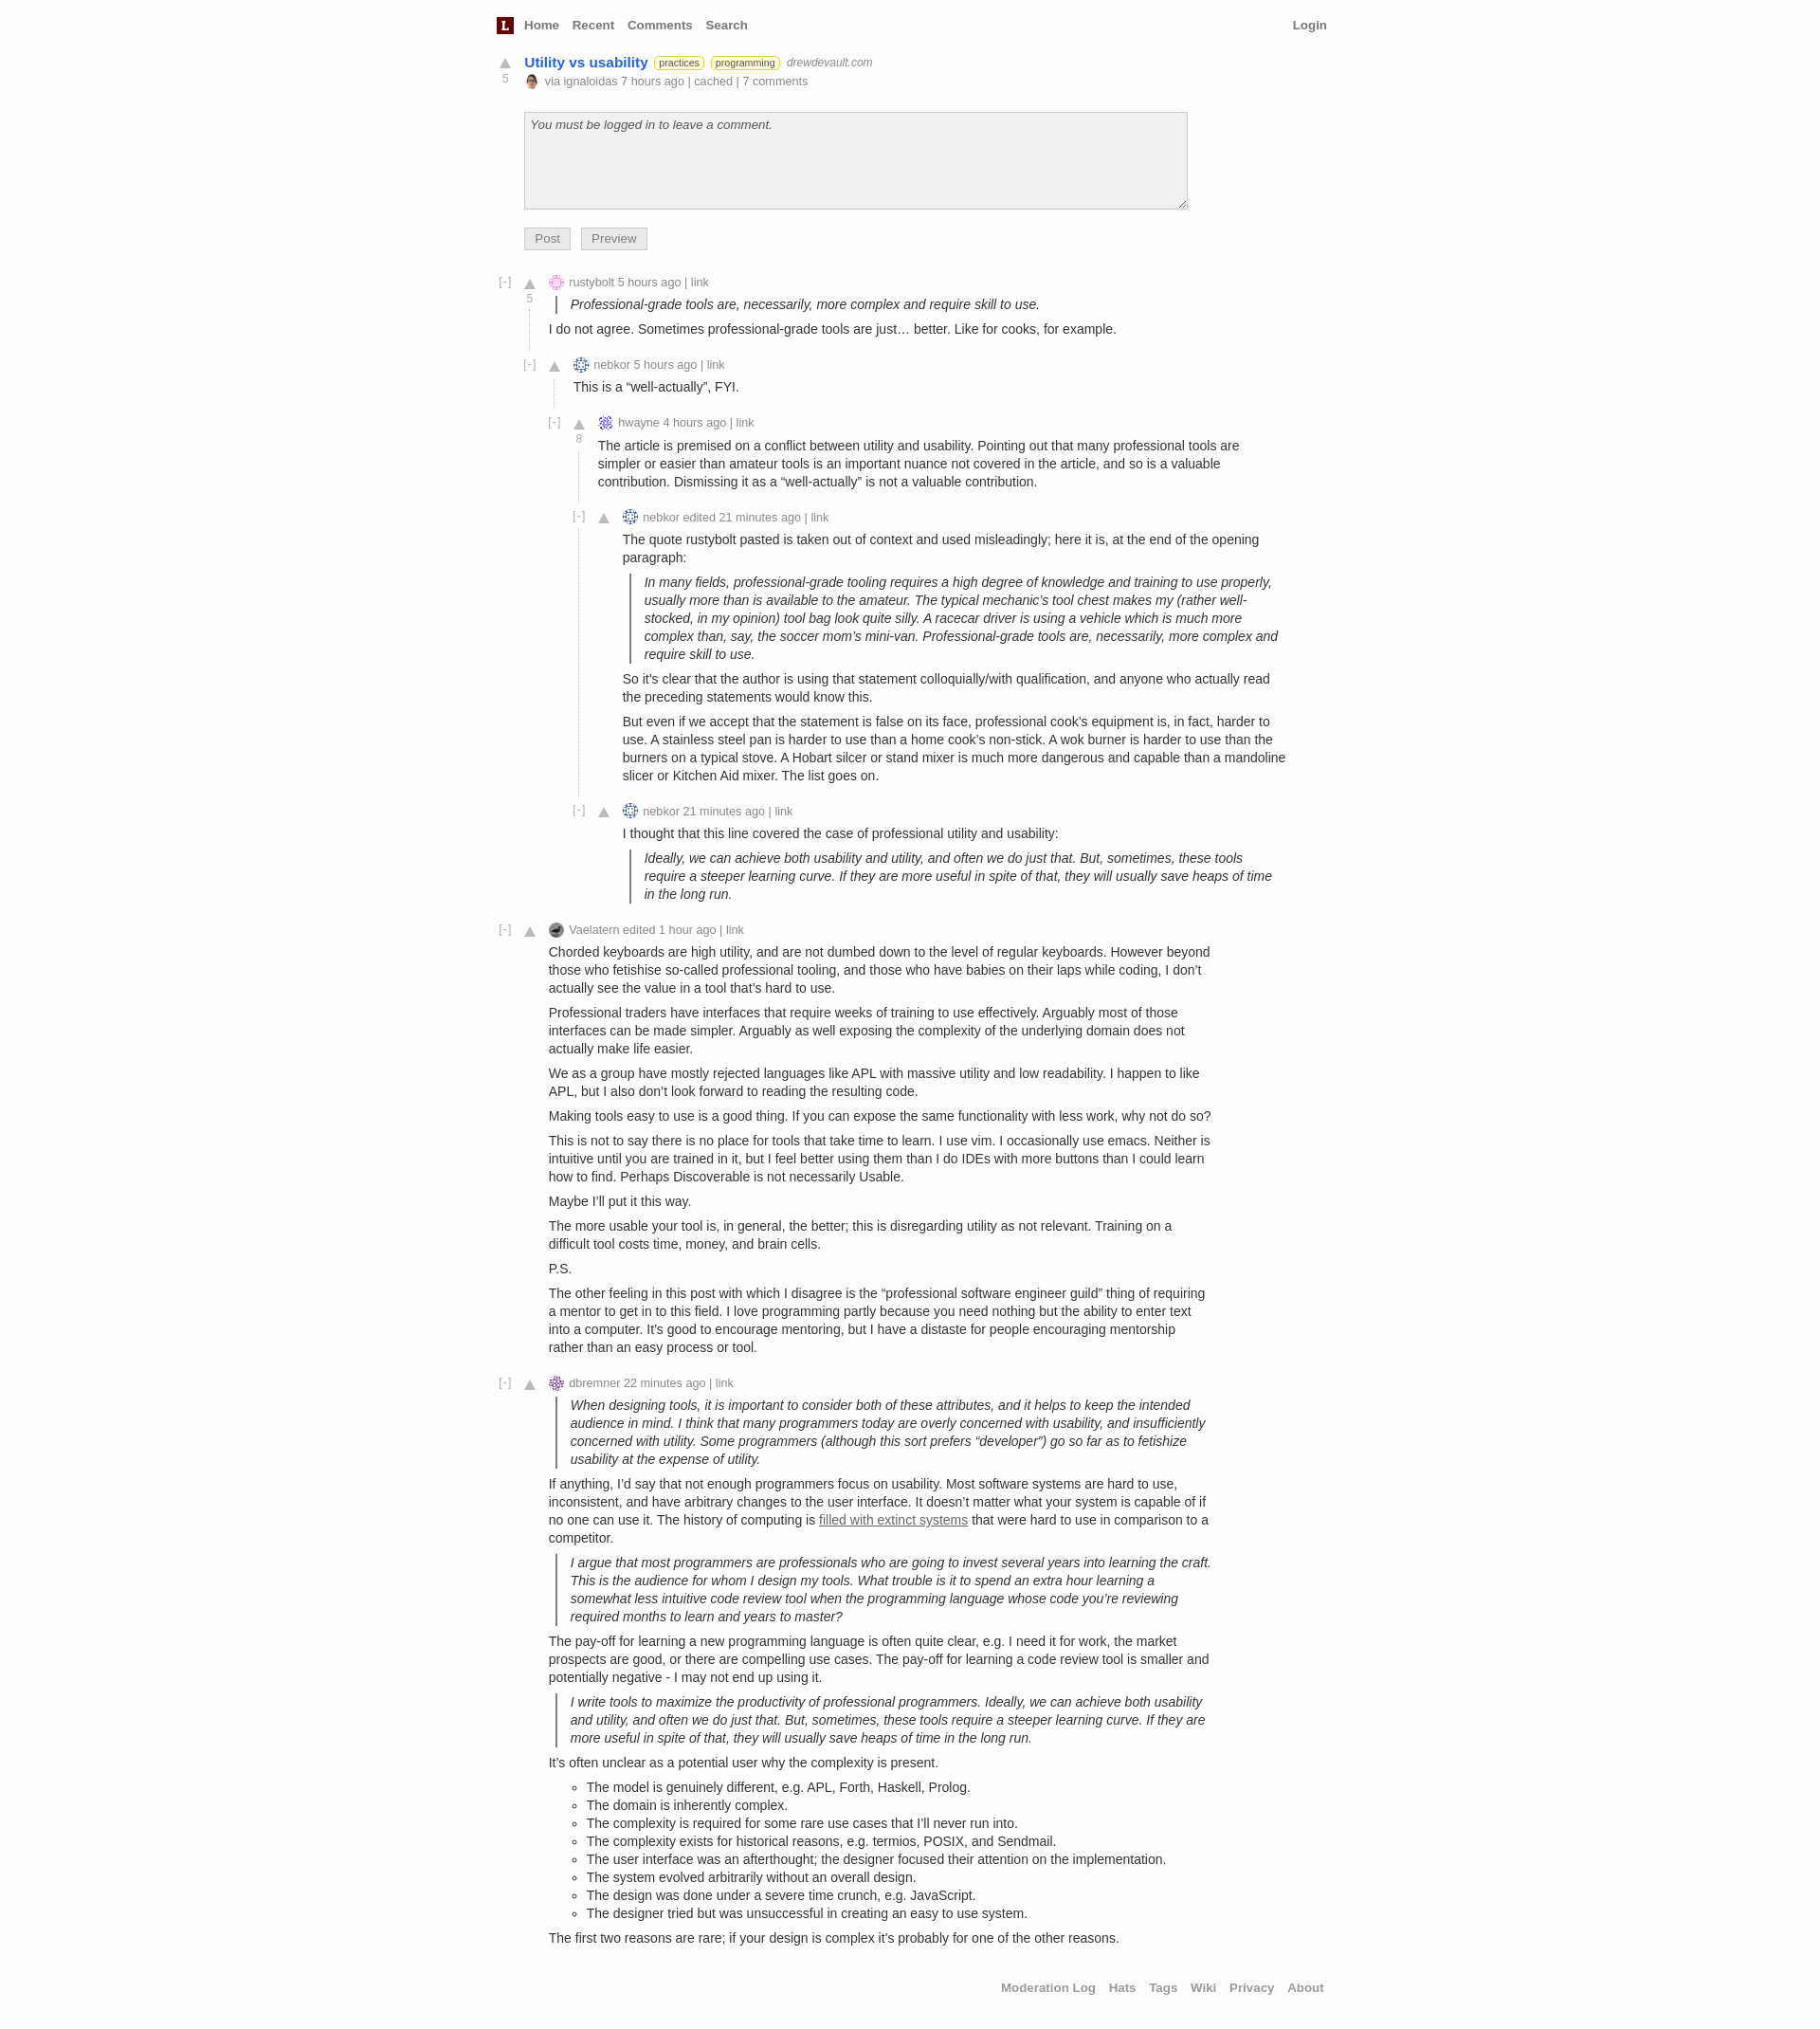 L Home Recent Comments Search Login
Utility vs usability practices programming drewdevault.com
5 via ignaloidas 7 hours ago | cached | 7 comments
You must be logged in to leave a comment.
Post Preview
[-] rustybolt 5 hours ago | link
5
Professional-grade tools are, necessarily, more complex and require skill to use.
I do not agree. Sometimes professional-grade tools are just… better. Like for cooks, for example.
[-] nebkor 5 hours ago | link
This is a “well-actually”, FYI.
[-] hwayne 4 hours ago | link
8
The article is premised on a conflict between utility and usability. Pointing out that many professional tools are
simpler or easier than amateur tools is an important nuance not covered in the article, and so is a valuable
contribution. Dismissing it as a “well-actually” is not a valuable contribution.
[-] nebkor edited 21 minutes ago | link
The quote rustybolt pasted is taken out of context and used misleadingly; here it is, at the end of the opening
paragraph:
In many fields, professional-grade tooling requires a high degree of knowledge and training to use properly,
usually more than is available to the amateur. The typical mechanic’s tool chest makes my (rather well-
stocked, in my opinion) tool bag look quite silly. A racecar driver is using a vehicle which is much more
complex than, say, the soccer mom’s mini-van. Professional-grade tools are, necessarily, more complex and
require skill to use.
So it’s clear that the author is using that statement colloquially/with qualification, and anyone who actually read
the preceding statements would know this.
But even if we accept that the statement is false on its face, professional cook’s equipment is, in fact, harder to
use. A stainless steel pan is harder to use than a home cook’s non-stick. A wok burner is harder to use than the
burners on a typical stove. A Hobart silcer or stand mixer is much more dangerous and capable than a mandoline
slicer or Kitchen Aid mixer. The list goes on.
[-] nebkor 21 minutes ago | link
I thought that this line covered the case of professional utility and usability:
Ideally, we can achieve both usability and utility, and often we do just that. But, sometimes, these tools
require a steeper learning curve. If they are more useful in spite of that, they will usually save heaps of time
in the long run.
[-] Vaelatern edited 1 hour ago | link
Chorded keyboards are high utility, and are not dumbed down to the level of regular keyboards. However beyond
those who fetishise so-called professional tooling, and those who have babies on their laps while coding, I don’t
actually see the value in a tool that’s hard to use.
Professional traders have interfaces that require weeks of training to use effectively. Arguably most of those
interfaces can be made simpler. Arguably as well exposing the complexity of the underlying domain does not
actually make life easier.
We as a group have mostly rejected languages like APL with massive utility and low readability. I happen to like
APL, but I also don’t look forward to reading the resulting code.
Making tools easy to use is a good thing. If you can expose the same functionality with less work, why not do so?
This is not to say there is no place for tools that take time to learn. I use vim. I occasionally use emacs. Neither is
intuitive until you are trained in it, but I feel better using them than I do IDEs with more buttons than I could learn
how to find. Perhaps Discoverable is not necessarily Usable.
Maybe I’ll put it this way.
The more usable your tool is, in general, the better; this is disregarding utility as not relevant. Training on a
difficult tool costs time, money, and brain cells.
P.S.
The other feeling in this post with which I disagree is the “professional software engineer guild” thing of requiring
a mentor to get in to this field. I love programming partly because you need nothing but the ability to enter text
into a computer. It’s good to encourage mentoring, but I have a distaste for people encouraging mentorship
rather than an easy process or tool.
[-] dbremner 22 minutes ago | link
When designing tools, it is important to consider both of these attributes, and it helps to keep the intended
audience in mind. I think that many programmers today are overly concerned with usability, and insufficiently
concerned with utility. Some programmers (although this sort prefers “developer”) go so far as to fetishize
usability at the expense of utility.
If anything, I’d say that not enough programmers focus on usability. Most software systems are hard to use,
inconsistent, and have arbitrary changes to the user interface. It doesn’t matter what your system is capable of if
no one can use it. The history of computing is filled with extinct systems that were hard to use in comparison to a
competitor.
I argue that most programmers are professionals who are going to invest several years into learning the craft.
This is the audience for whom I design my tools. What trouble is it to spend an extra hour learning a
somewhat less intuitive code review tool when the programming language whose code you’re reviewing
required months to learn and years to master?
The pay-off for learning a new programming language is often quite clear, e.g. I need it for work, the market
prospects are good, or there are compelling use cases. The pay-off for learning a code review tool is smaller and
potentially negative - I may not end up using it.
I write tools to maximize the productivity of professional programmers. Ideally, we can achieve both usability
and utility, and often we do just that. But, sometimes, these tools require a steeper learning curve. If they are
more useful in spite of that, they will usually save heaps of time in the long run.
It’s often unclear as a potential user why the complexity is present.
The model is genuinely different, e.g. APL, Forth, Haskell, Prolog.
The domain is inherently complex.
The complexity is required for some rare use cases that I’ll never run into.
The complexity exists for historical reasons, e.g. termios, POSIX, and Sendmail.
The user interface was an afterthought; the designer focused their attention on the implementation.
The system evolved arbitrarily without an overall design.
The design was done under a severe time crunch, e.g. JavaScript.
The designer tried but was unsuccessful in creating an easy to use system.
The first two reasons are rare; if your design is complex it’s probably for one of the other reasons.
Moderation Log Hats Tags Wiki Privacy About